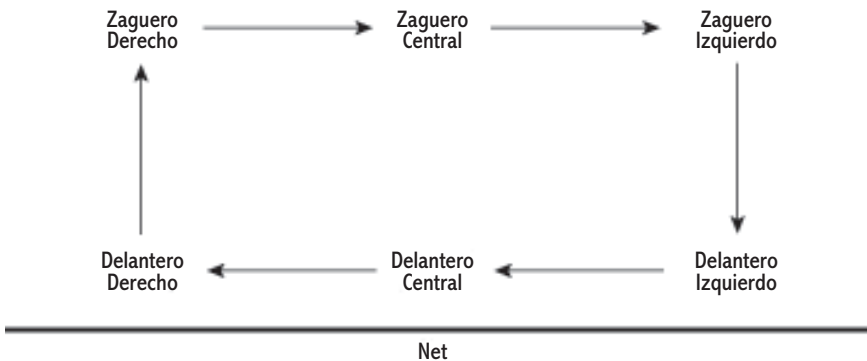 Zaguero
Derecho
Zaguero
Central
Zaguero
Izquierdo
Delantero
Derecho
Delantero
Central
Delantero
Izquierdo
Net